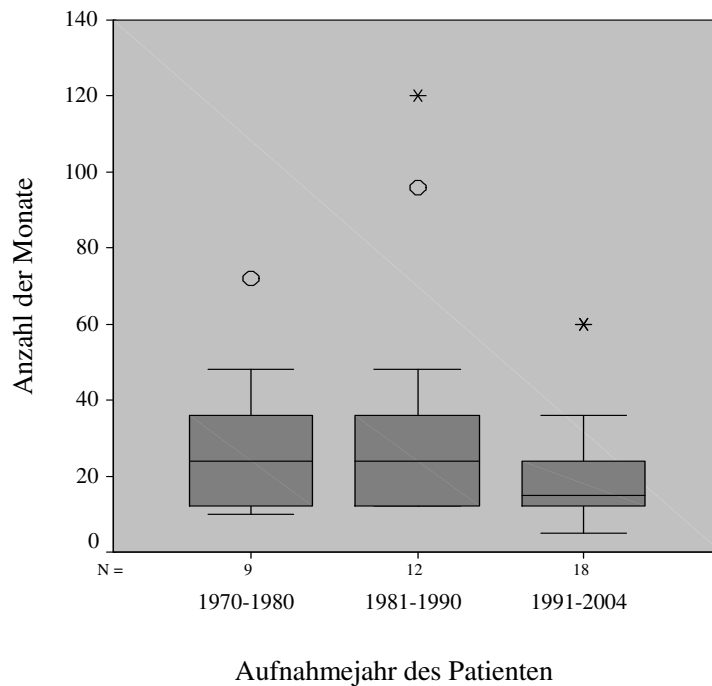 140
120
100
80
60
40
20
0
Anzahl der Monate
N = 9 12 18
1970-1980 1981-1990 1991-2004
Aufnahmejahr des Patienten